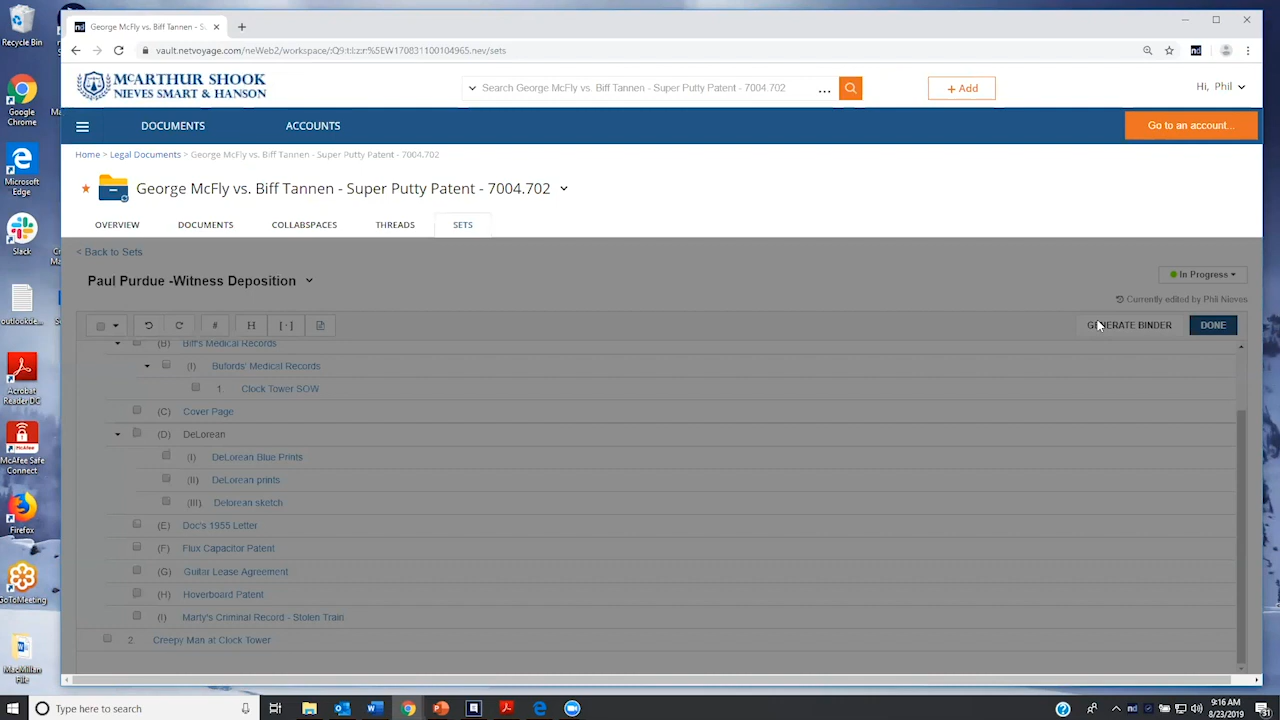 Recycle Bin
Google
Chrome
Microsoft
Edge
Slack
outlookbe...
Acrobat
Reader DC
McAfee Safe
Connect
Firefox
GoToMeeting
MacMillan
File
George McFly vs. Biff Tannen - S
vault.netvoyage.com/neWeb2/workspace/:Q9:t:l:z:r:%5EW170831100104965.nev/sets
MCARTHUR SHOOK
NIEVES SMART & HANSON
Search George McFly vs. Biff Tannen - Super Putty Patent - 7004.702
...
+ Add
Hi, Phil
DOCUMENTS
ACCOUNTS
Go to an account...
Home > Legal Documents > George McFly vs. Biff Tannen - Super Putty Patent - 7004.702
George McFly vs. Biff Tannen - Super Putty Patent - 7004.702
OVERVIEW
DOCUMENTS
COLLABSPACES
THREADS
SETS
< Back to Sets
Paul Purdue -Witness Deposition
In Progress
Currently edited by Phil Nieves
#
H
[ · ]
GENERATE BINDER
DONE
(B) Biff's Medical Records
(I) Bufords' Medical Records
1 Clock Tower SOW
(C) Cover Page
(D) DeLorean
(I) DeLorean Blue Prints
(II) DeLorean prints
(III) Delorean sketch
(E) Doc's 1955 Letter
(F) Flux Capacitor Patent
(G) Guitar Lease Agreement
(H) Hoverboard Patent
(I) Marty's Criminal Record - Stolen Train
2. Creepy Man at Clock Tower
Type here to search
9:16 AM
8/23/2019